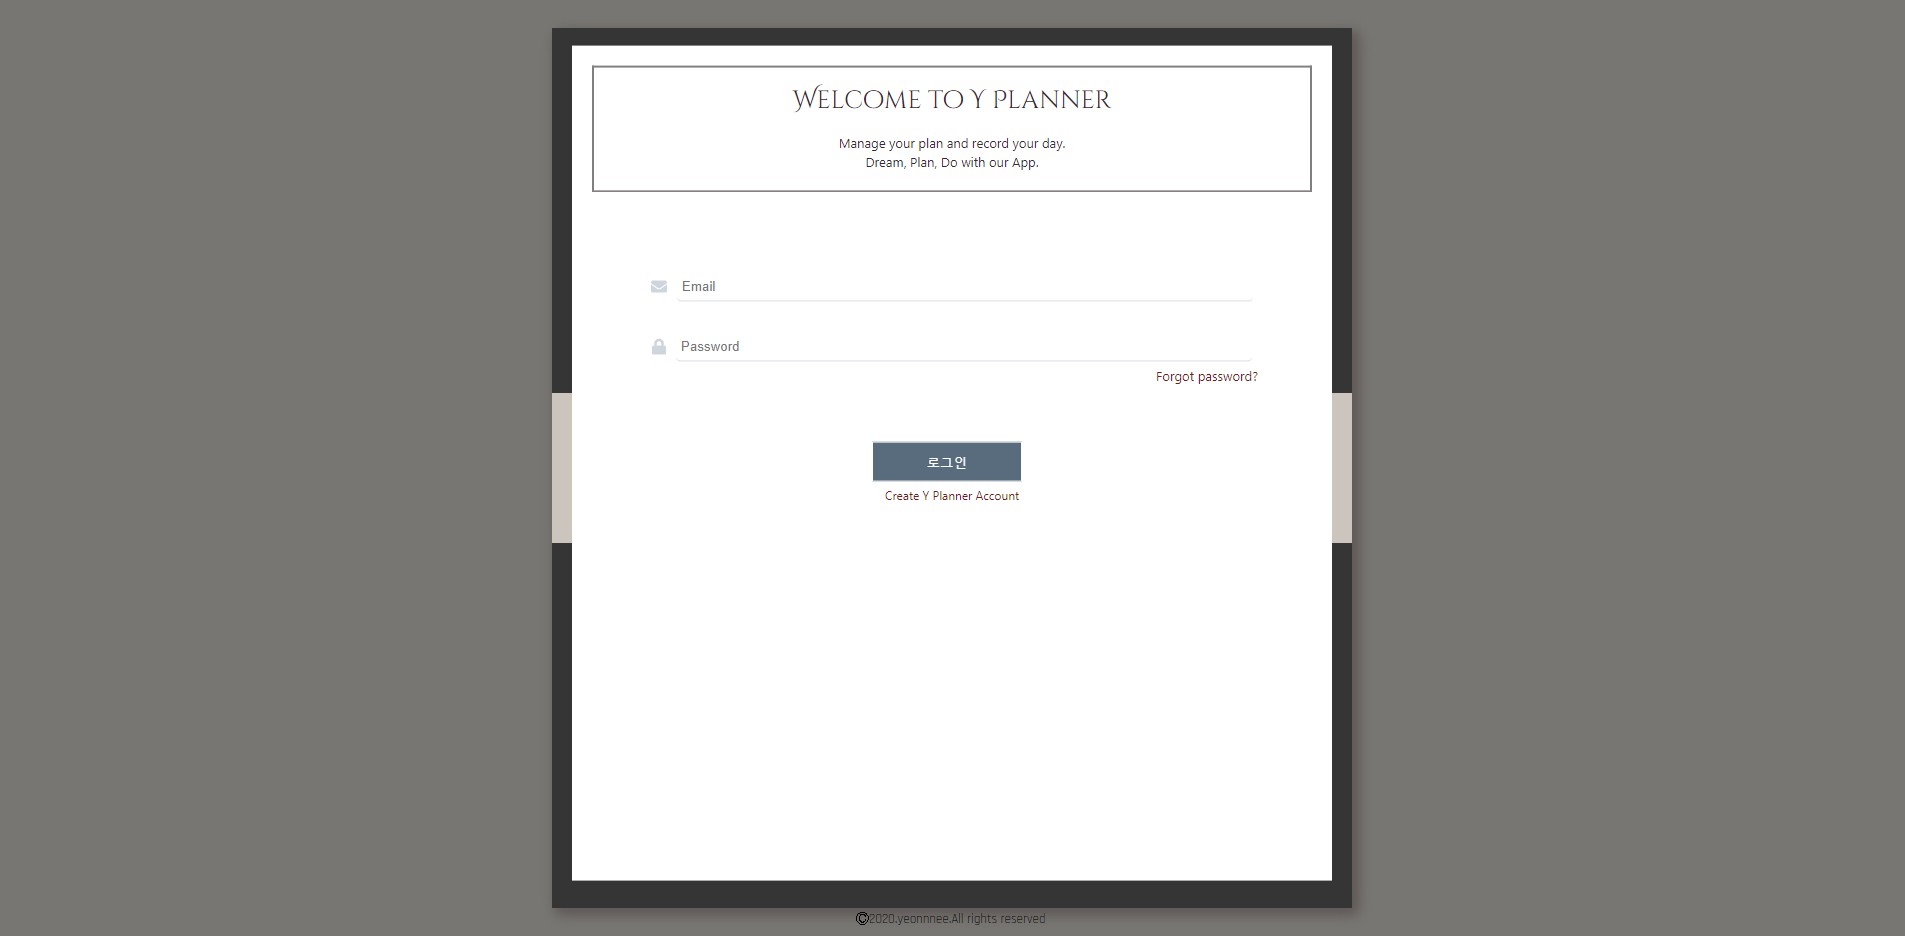 Welcome to Y Planner
Manage your plan and record your day.
Dream, Plan, Do with our App.
Email
Password
Forgot password?
로그인
Create Y Planner Account
©2020.yeonnnee.All rights reserved